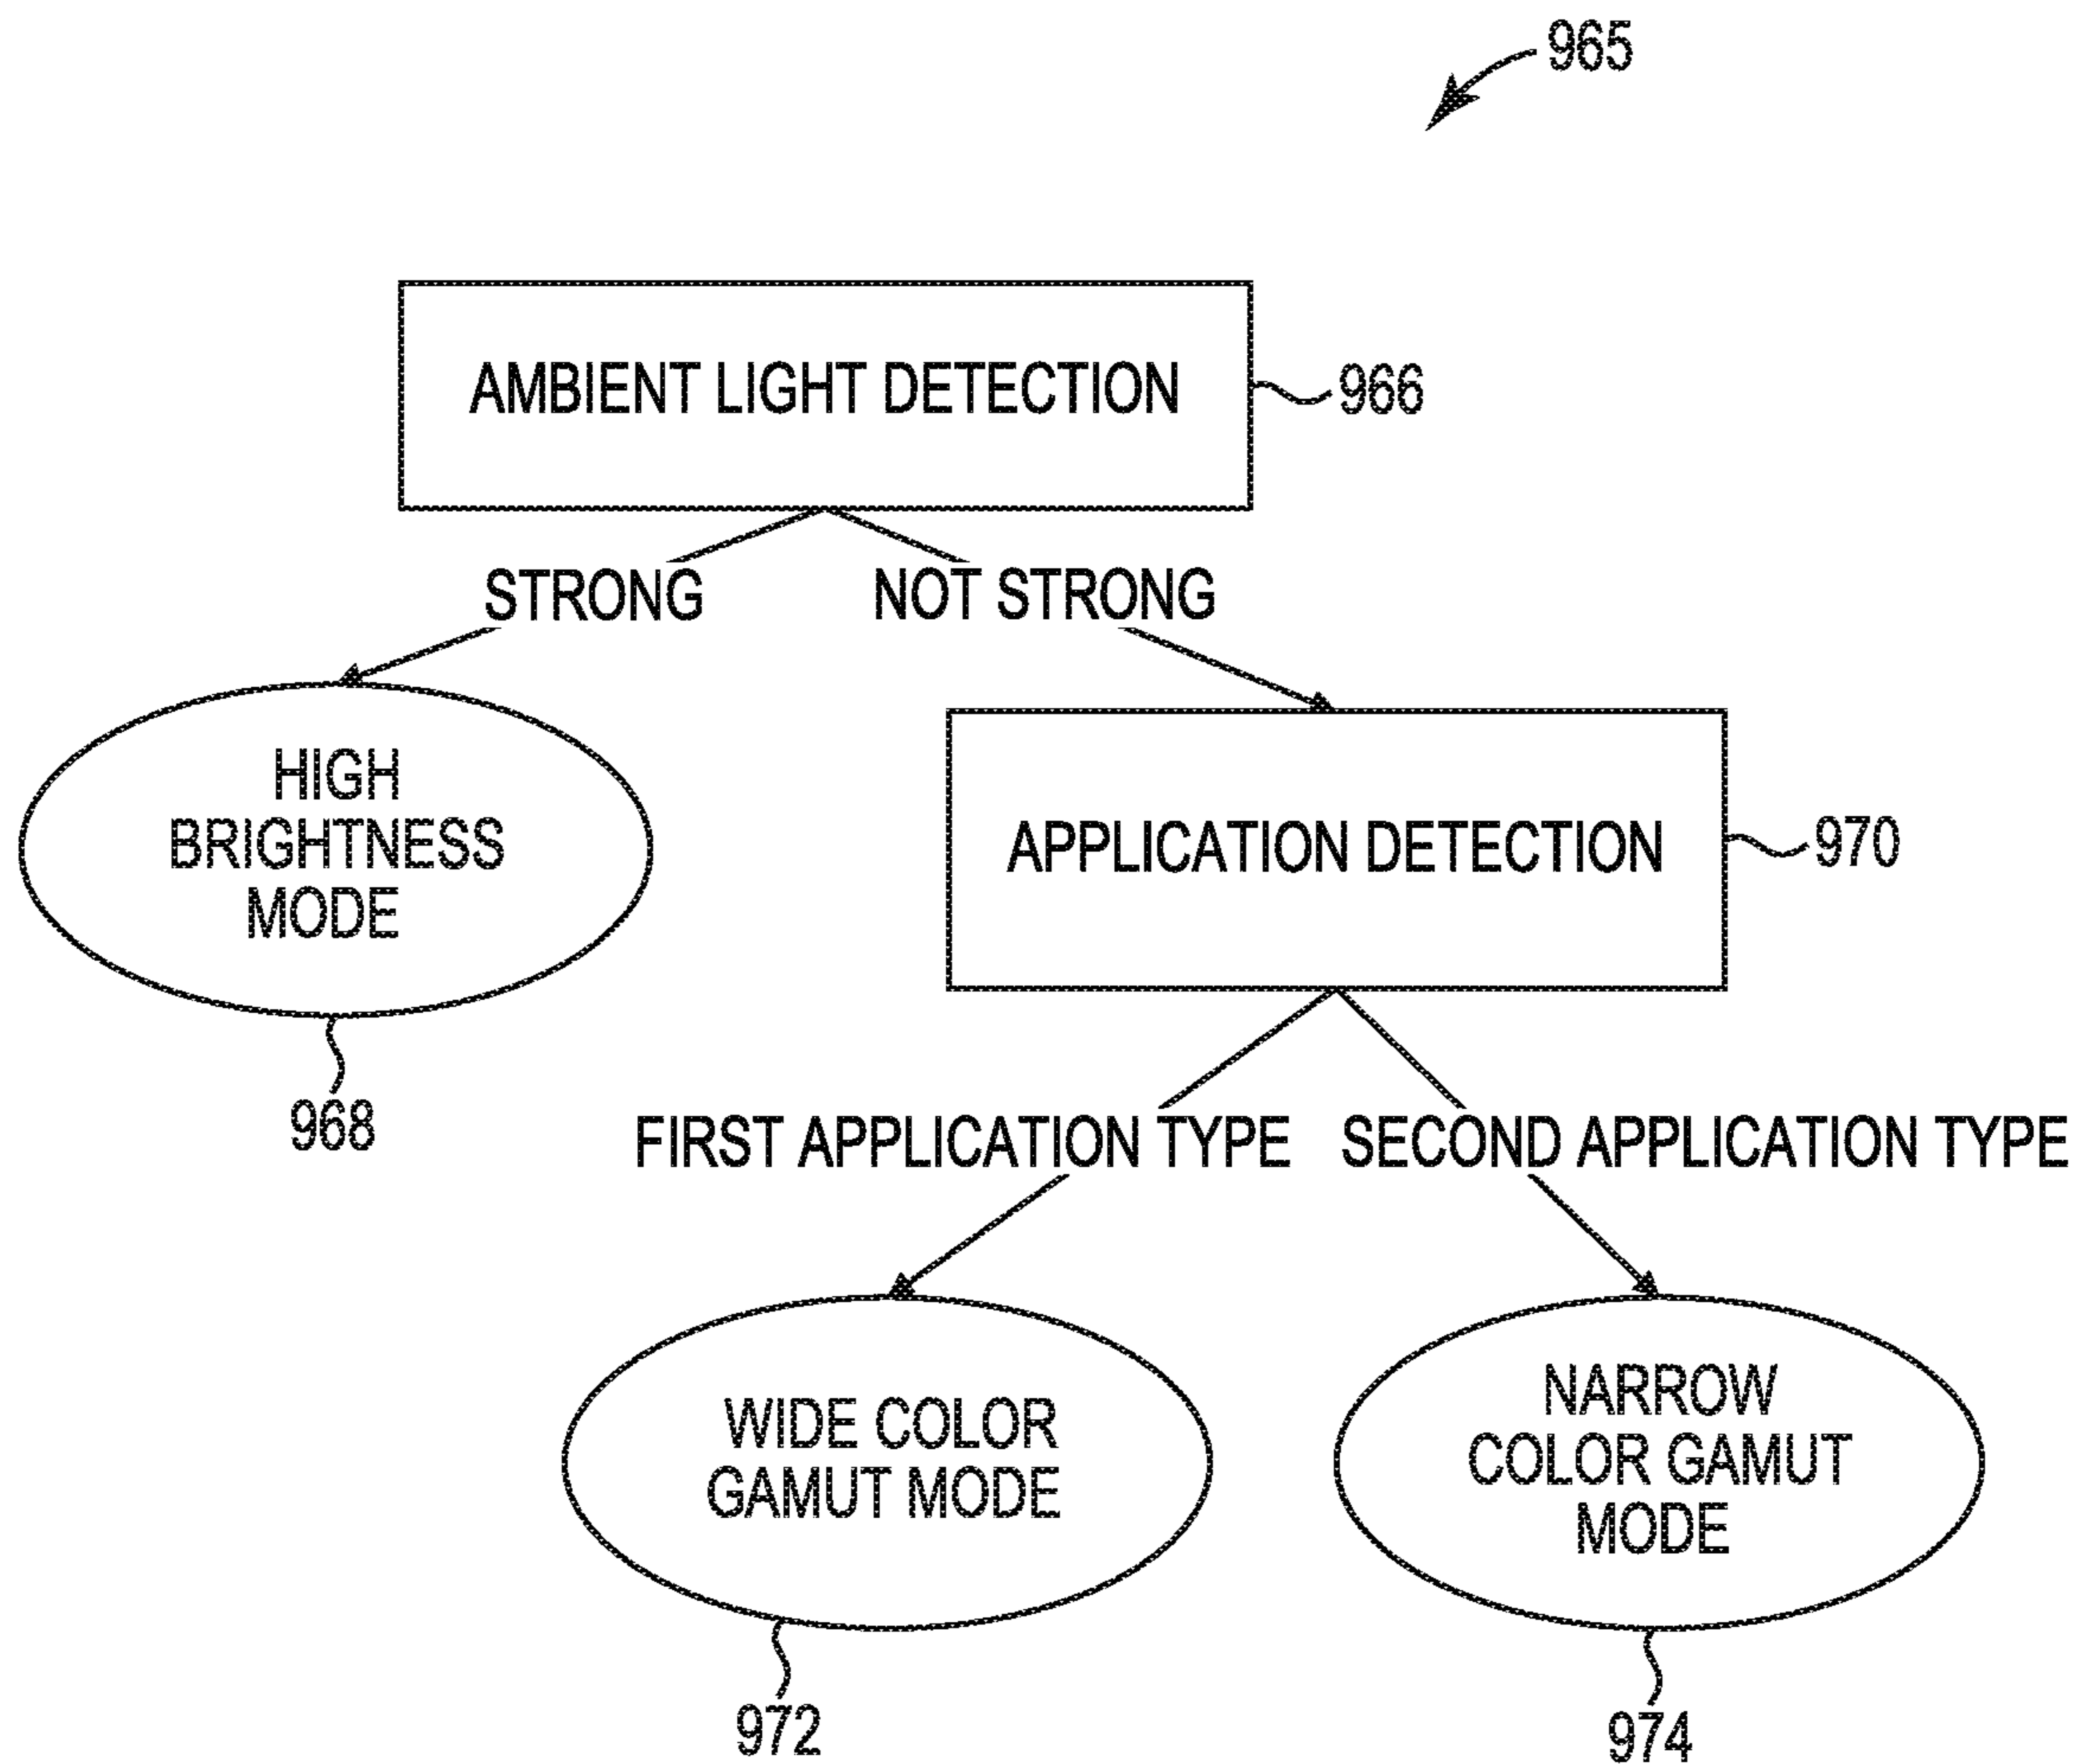 965
AMBIENT LIGHT DETECTION
966
STRONG
NOT STRONG
HIGH
BRIGHTNESS
MODE
968
APPLICATION DETECTION
970
FIRST APPLICATION TYPE
SECOND APPLICATION TYPE
WIDE COLOR
GAMUT MODE
972
NARROW
COLOR GAMUT
MODE
974